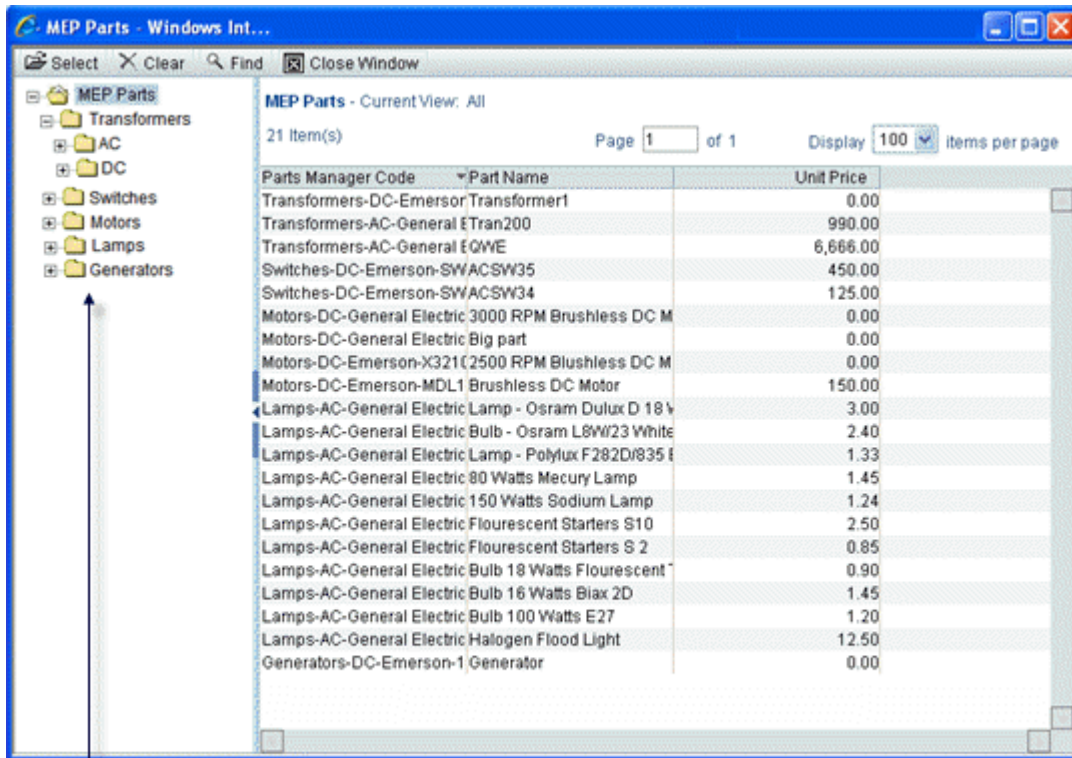 MEP Parts - Windows Int...
Select Clear Find Close Window
MEP Parts
Transformers
AC
DC
Switches
Motors
Lamps
Generators
MEP Parts - Current View: All
21 Item(s) Page 1 of 1 Display 100 items per page
Parts Manager Code Part Name Unit Price
Transformers-DC-Emerson Transformer1 0.00
Transformers-AC-General E Tran200 990.00
Transformers-AC-General E QWE 6,666.00
Switches-DC-Emerson-SW ACSW35 450.00
Switches-DC-Emerson-SW ACSW34 125.00
Motors-DC-General Electric 3000 RPM Brushless DC M 0.00
Motors-DC-General Electric Big part 0.00
Motors-DC-Emerson-X3210 2500 RPM Blushless DC M 0.00
Motors-DC-Emerson-MDL1 Brushless DC Motor 150.00
Lamps-AC-General Electric Lamp - Osram Dulux D 18 W 3.00
Lamps-AC-General Electric Bulb - Osram L8W/23 White 2.40
Lamps-AC-General Electric Lamp - Polylux F282D/835 E 1.33
Lamps-AC-General Electric 80 Watts Mecury Lamp 1.45
Lamps-AC-General Electric 150 Watts Sodium Lamp 1.24
Lamps-AC-General Electric Flourescent Starters S10 2.50
Lamps-AC-General Electric Flourescent Starters S 2 0.85
Lamps-AC-General Electric Bulb 18 Watts Flourescent 0.90
Lamps-AC-General Electric Bulb 16 Watts Biax 2D 1.45
Lamps-AC-General Electric Bulb 100 Watts E27 1.20
Lamps-AC-General Electric Halogen Flood Light 12.50
Generators-DC-Emerson-1 Generator 0.00